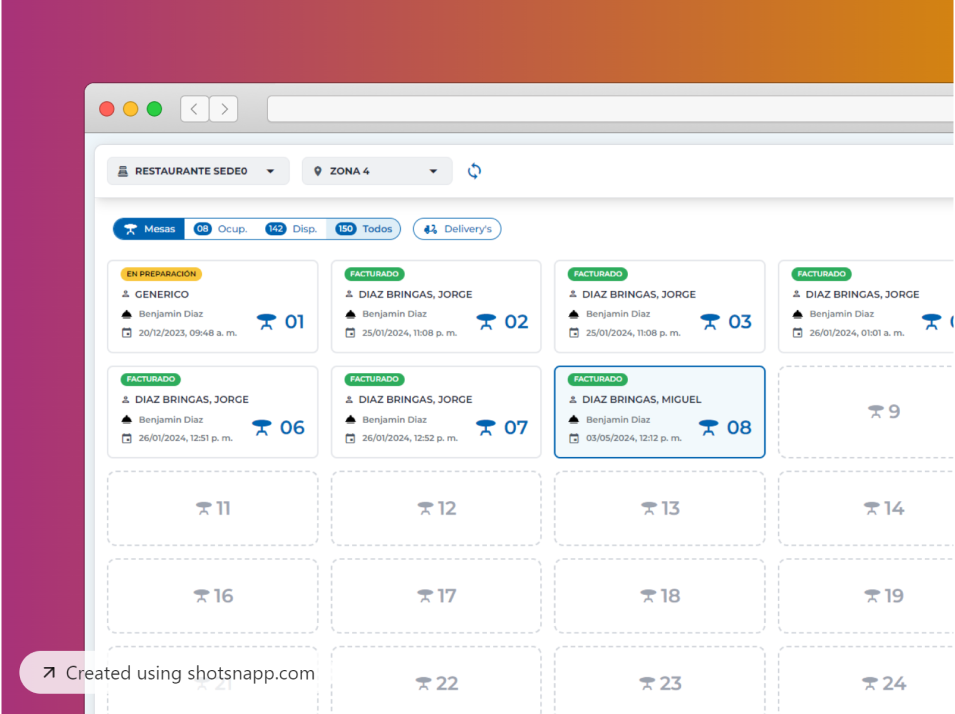 RESTAURANTE SEDE0 ZONA 4
Mesas 08 Ocup. 142 Disp. 150 Todos Delivery's
EN PREPARACIÓN
GENERICO
Benjamin Diaz
20/12/2023, 09:48 a. m.
01
FACTURADO
DIAZ BRINGAS, JORGE
Benjamin Diaz
25/01/2024, 11:08 p. m.
02
FACTURADO
DIAZ BRINGAS, JORGE
Benjamin Diaz
25/01/2024, 11:08 p. m.
03
FACTURADO
DIAZ BRINGAS, JORGE
Benjamin Diaz
26/01/2024, 01:01 a. m.
FACTURADO
DIAZ BRINGAS, JORGE
Benjamin Diaz
26/01/2024, 12:51 p. m.
06
FACTURADO
DIAZ BRINGAS, JORGE
Benjamin Diaz
26/01/2024, 12:52 p. m.
07
FACTURADO
DIAZ BRINGAS, MIGUEL
Benjamin Diaz
03/05/2024, 12:12 p. m.
08
9
11 12 13 14
16 17 18 19
21 22 23 24
Created using shotsnapp.com